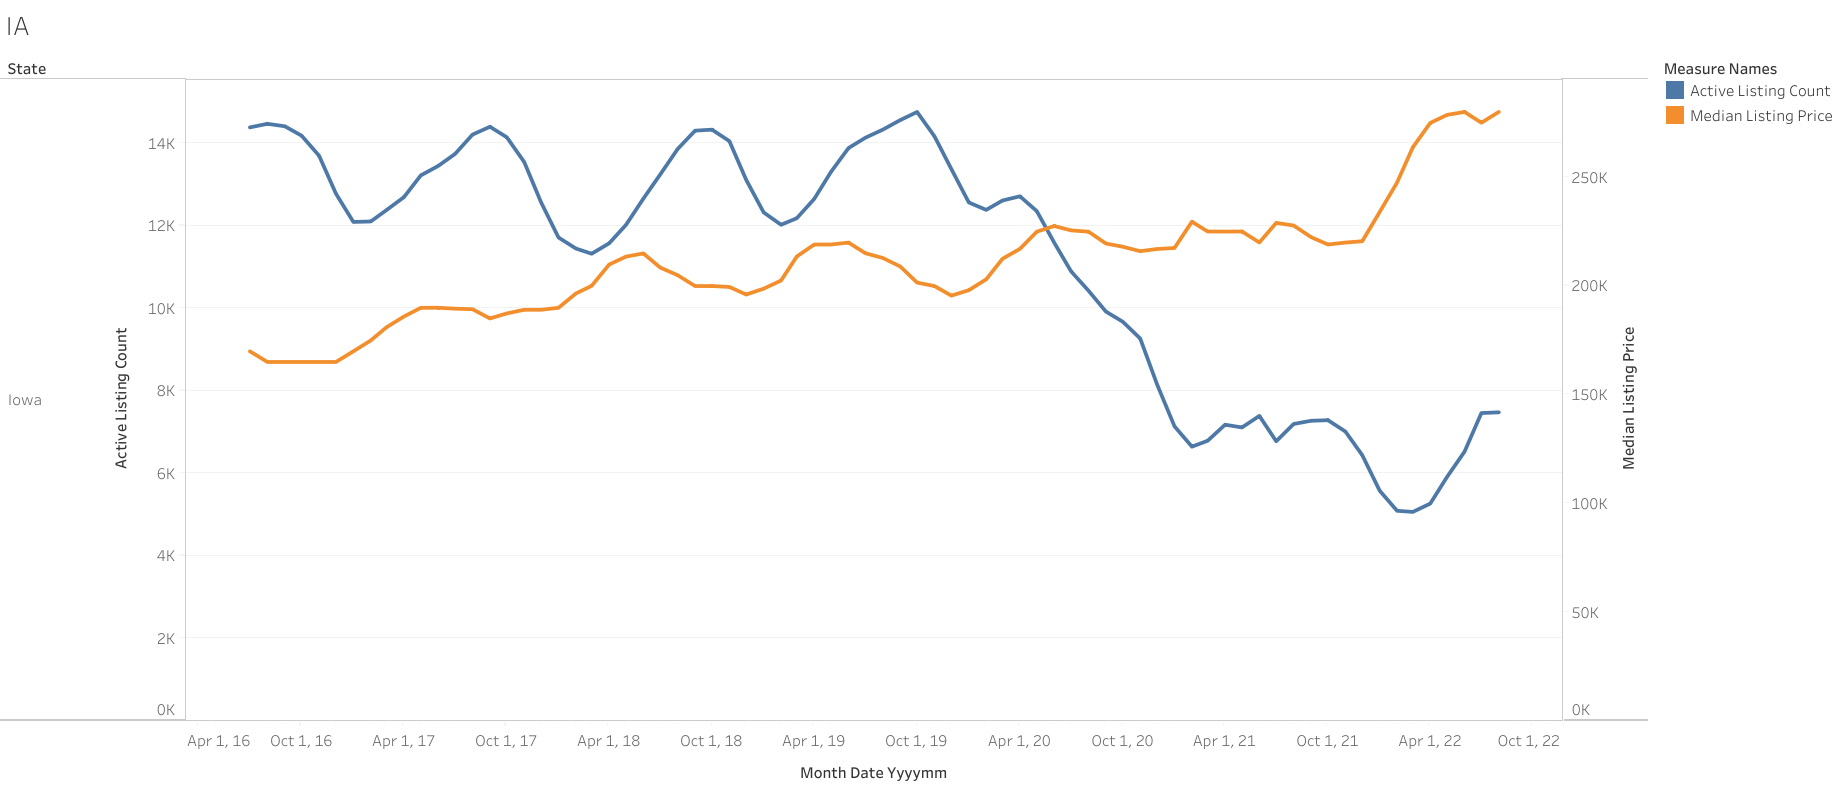 IA
State
Measure Names
Active Listing Count
Median Listing Price
Iowa
Active Listing Count
14K
12K
10K
8K
6K
4K
2K
0K
250K
200K
150K
100K
50K
0K
Median Listing Price
Apr 1, 16 Oct 1, 16 Apr 1, 17 Oct 1, 17 Apr 1, 18 Oct 1, 18 Apr 1, 19 Oct 1, 19 Apr 1, 20 Oct 1, 20 Apr 1, 21 Oct 1, 21 Apr 1, 22 Oct 1, 22
Month Date Yyyymm